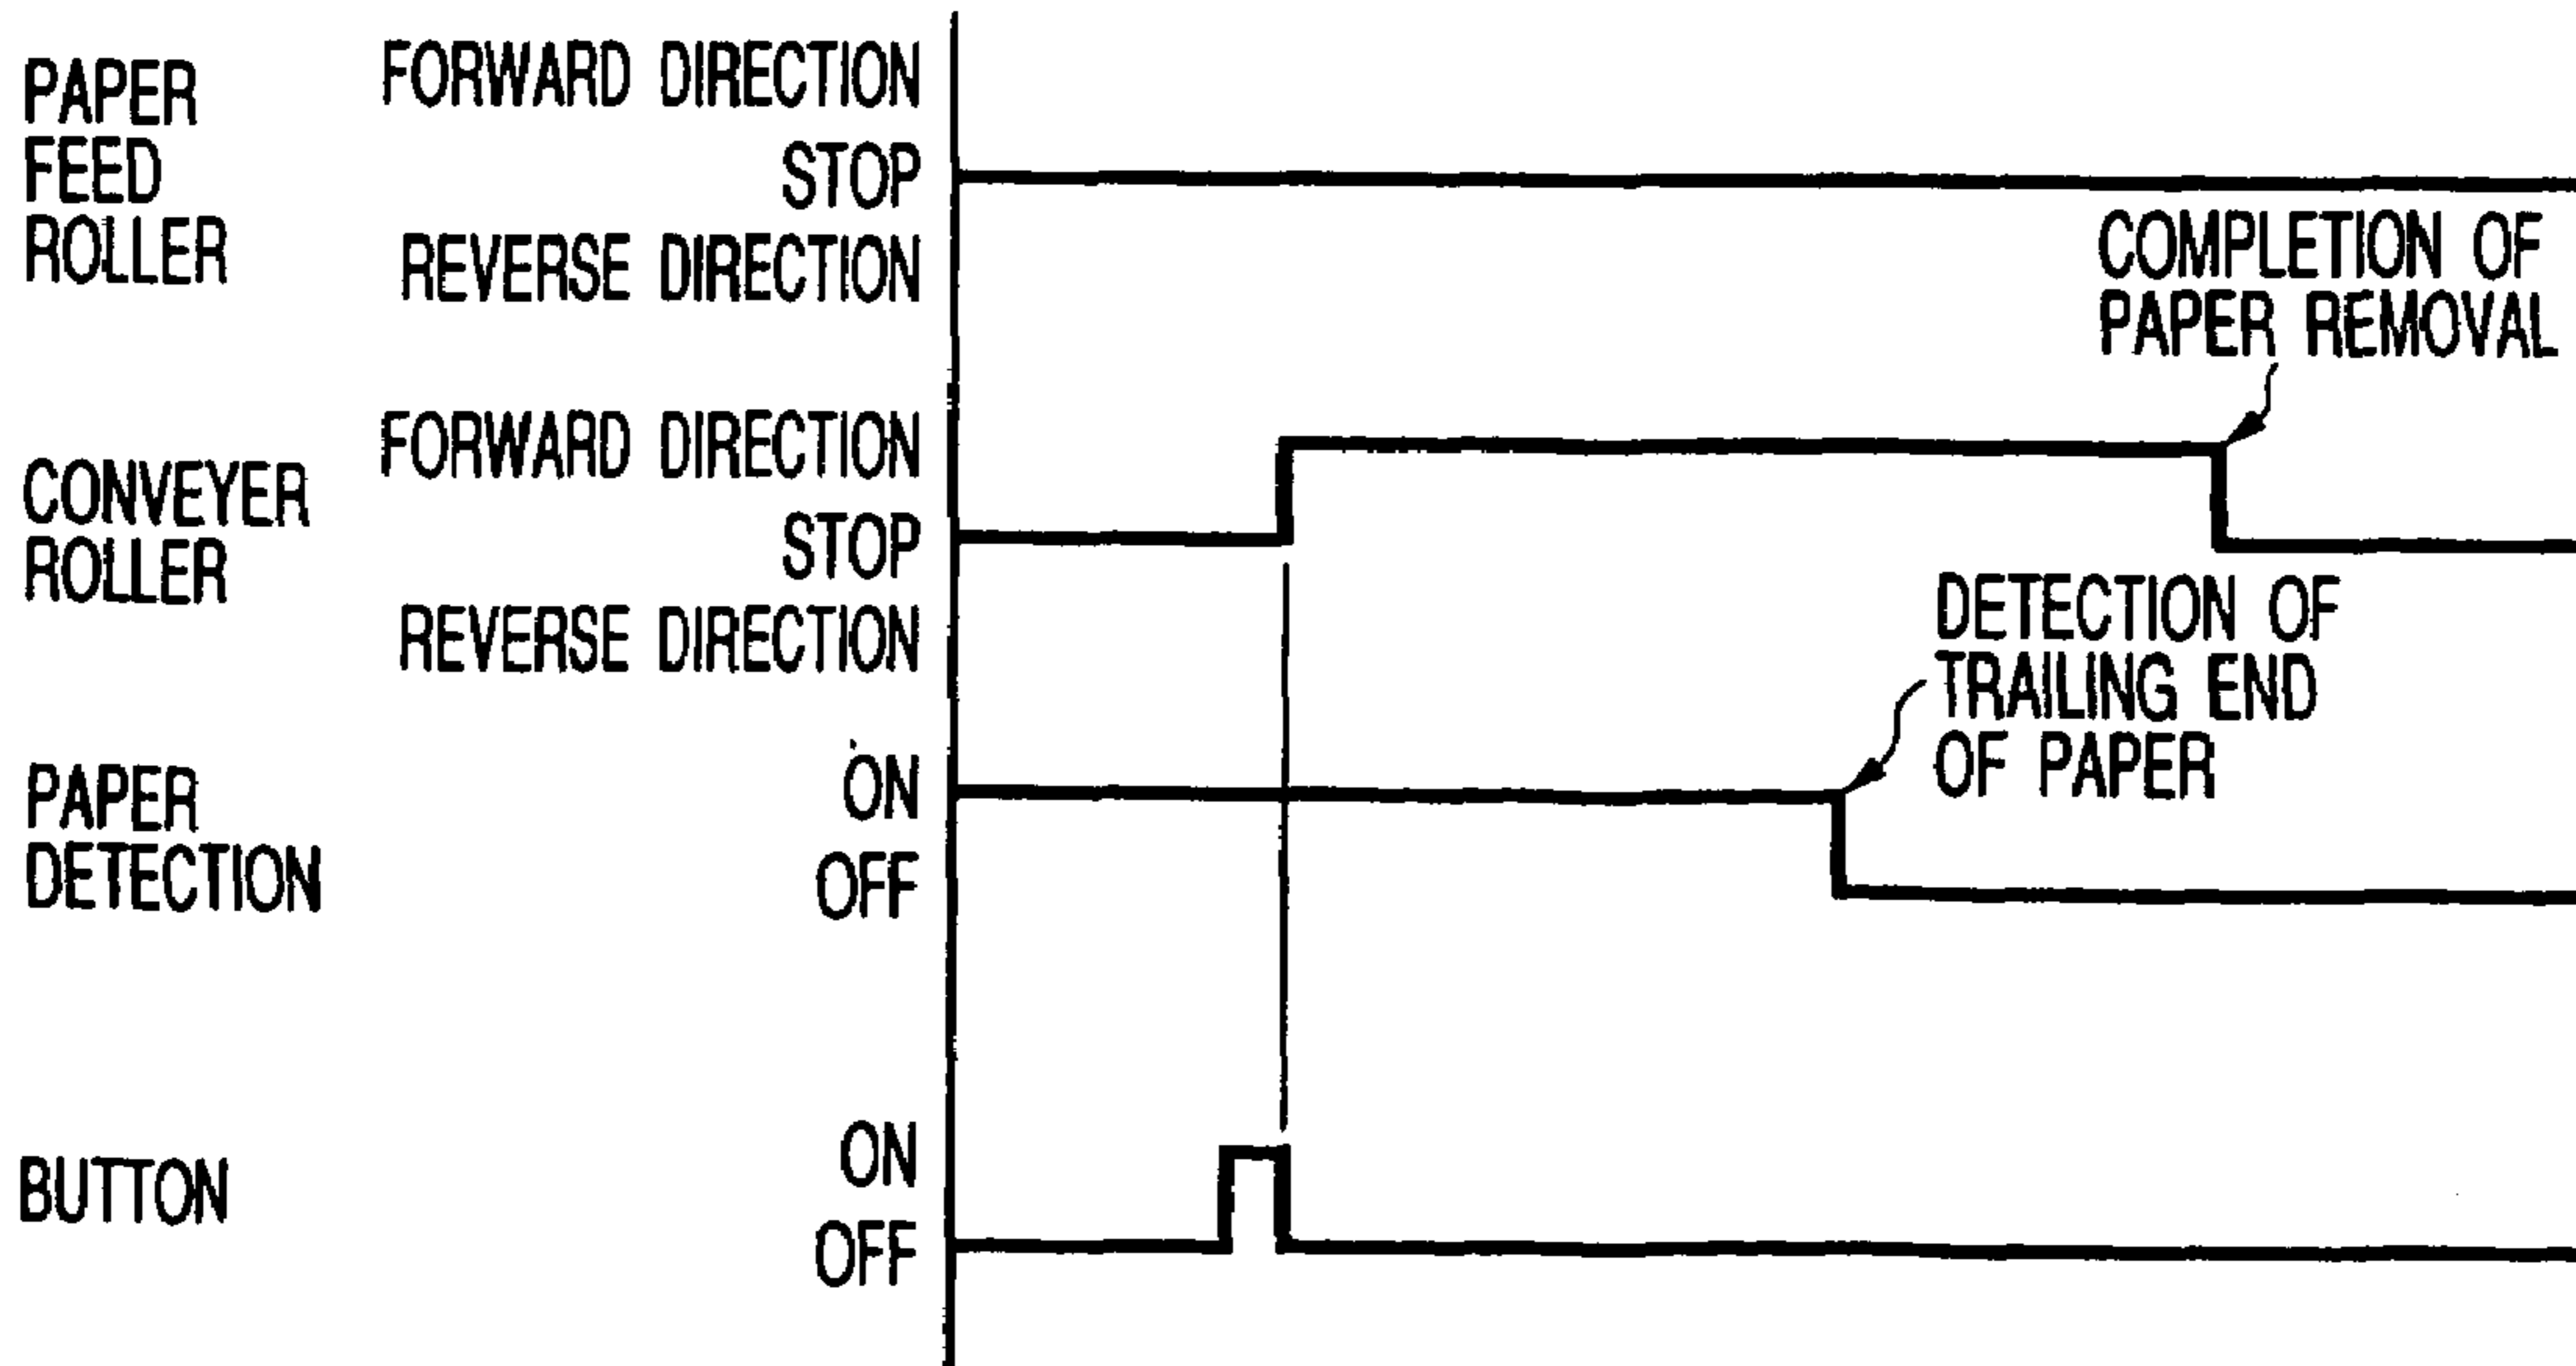 PAPER
FEED
ROLLER
FORWARD DIRECTION
STOP
REVERSE DIRECTION
COMPLETION OF
PAPER REMOVAL
CONVEYER
ROLLER
FORWARD DIRECTION
STOP
REVERSE DIRECTION
DETECTION OF
TRAILING END
OF PAPER
PAPER
DETECTION
ON
OFF
BUTTON
ON
OFF